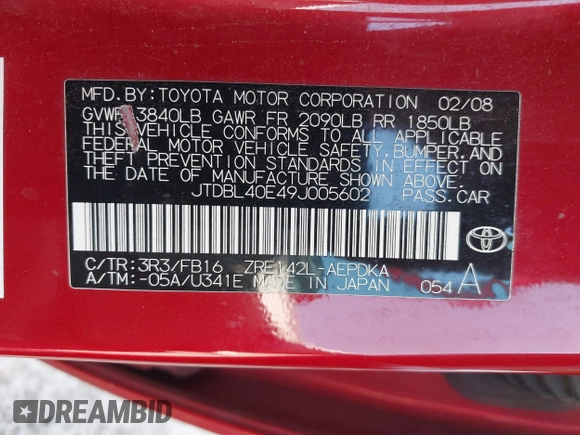 MFD. BY: TOYOTA MOTOR CORPORATION 02/08
GVWR 3840LB GAWR FR 2090LB RR 1850LB
THIS VEHICLE CONFORMS TO ALL APPLICABLE
FEDERAL MOTOR VEHICLE SAFETY, BUMPER, AND
THEFT PREVENTION STANDARDS IN EFFECT ON
THE DATE OF MANUFACTURE SHOWN ABOVE.
JTDBL40E49J005602 PASS. CAR
C/TR: 3R3/FB16 ZRE142L-AEPDKA
A/TM: -05A/U341E MADE IN JAPAN 054 A
DREAMBID